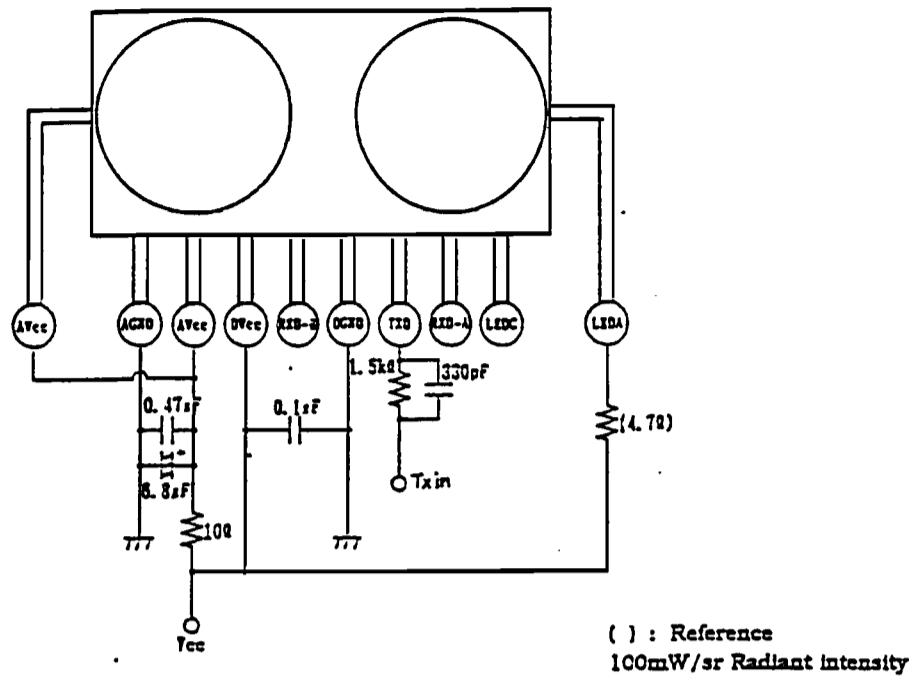 AVcc AGND AVcc DVcc RXD-B DGND TXD RXD-A LEDC LEDA
1.5kΩ 330pF
0.47µF 0.1µF (4.7Ω)
+
6.8µF Txin
10Ω
Vcc
( ) : Reference
100mW/sr Radiant intensity